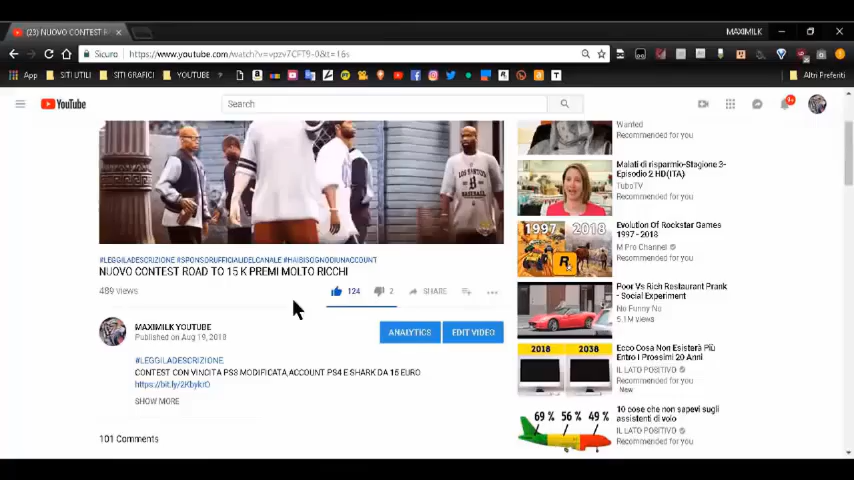 (23) NUOVO CONTEST R
MAXIMILK
Sicuro
https://www.youtube.com/watch?v=vpzv7CFT9-0&t=16s
App
SITI UTILI
SITI GRAFICI
YOUTUBE
Altri Preferiti
YouTube
Search
9+
LOS SANTOS
BASEBALL
#LEGGILADESCRIZIONE #SPONSORUFFICIALIDELCANALE #HAIBISOGNODIUNACCOUNT
NUOVO CONTEST ROAD TO 15 K PREMI MOLTO RICCHI
489 views
124
2
SHARE
MAXIMILK YOUTUBE
Published on Aug 19, 2018
ANALYTICS
EDIT VIDEO
#LEGGILADESCRIZIONE
CONTEST CON VINCITA PS3 MODIFICATA,ACCOUNT PS4 E SHARK DA 15 EURO
https://bit.ly/2KbykrO
SHOW MORE
101 Comments
Wanted
Recommended for you
Malati di risparmio-Stagione 3-
Episodio 2 HD(ITA)
TuboTV
Recommended for you
1997 2018
Evolution Of Rockstar Games
1997 - 2018
M Pro Channel
Recommended for you
Poor Vs Rich Restaurant Prank
- Social Experiment
No Funny No
5.1M views
2018 2038
Ecco Cosa Non Esisterà Più
Entro I Prossimi 20 Anni
IL LATO POSITIVO
Recommended for you
New
69 % 56 % 49 %
10 cose che non sapevi sugli
assistenti di volo
IL LATO POSITIVO
Recommended for you